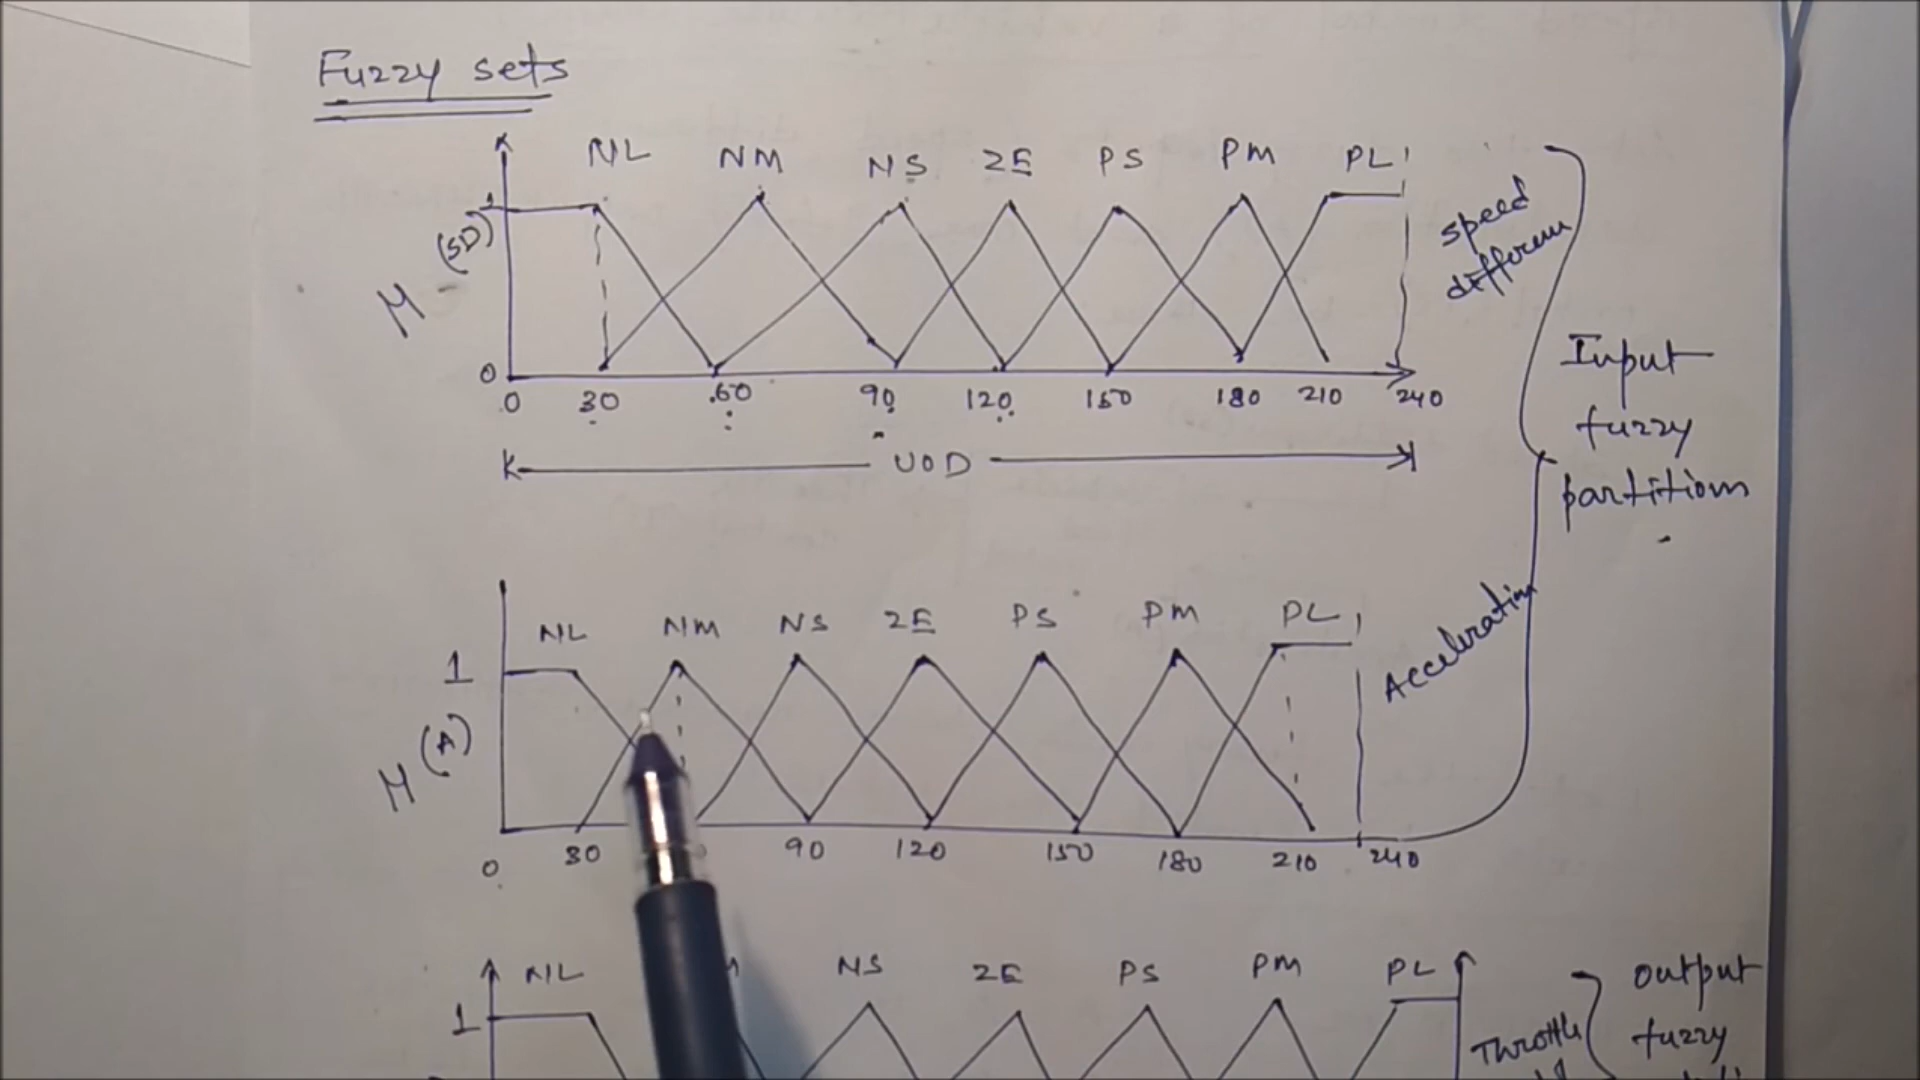 Fuzzy sets
NL NM NS ZE PS PM PL
1
μ (SD)
0
0 30 60 90 120 150 180 210 240
UOD
speed
Input
fuzzy
partitions
NL NM NS ZE PS PM PL
1
μ (A)
Acceleration
0 30 90 120 150 180 210 240
NL NS ZE PS PM PL
1
Throttle
output
fuzzy